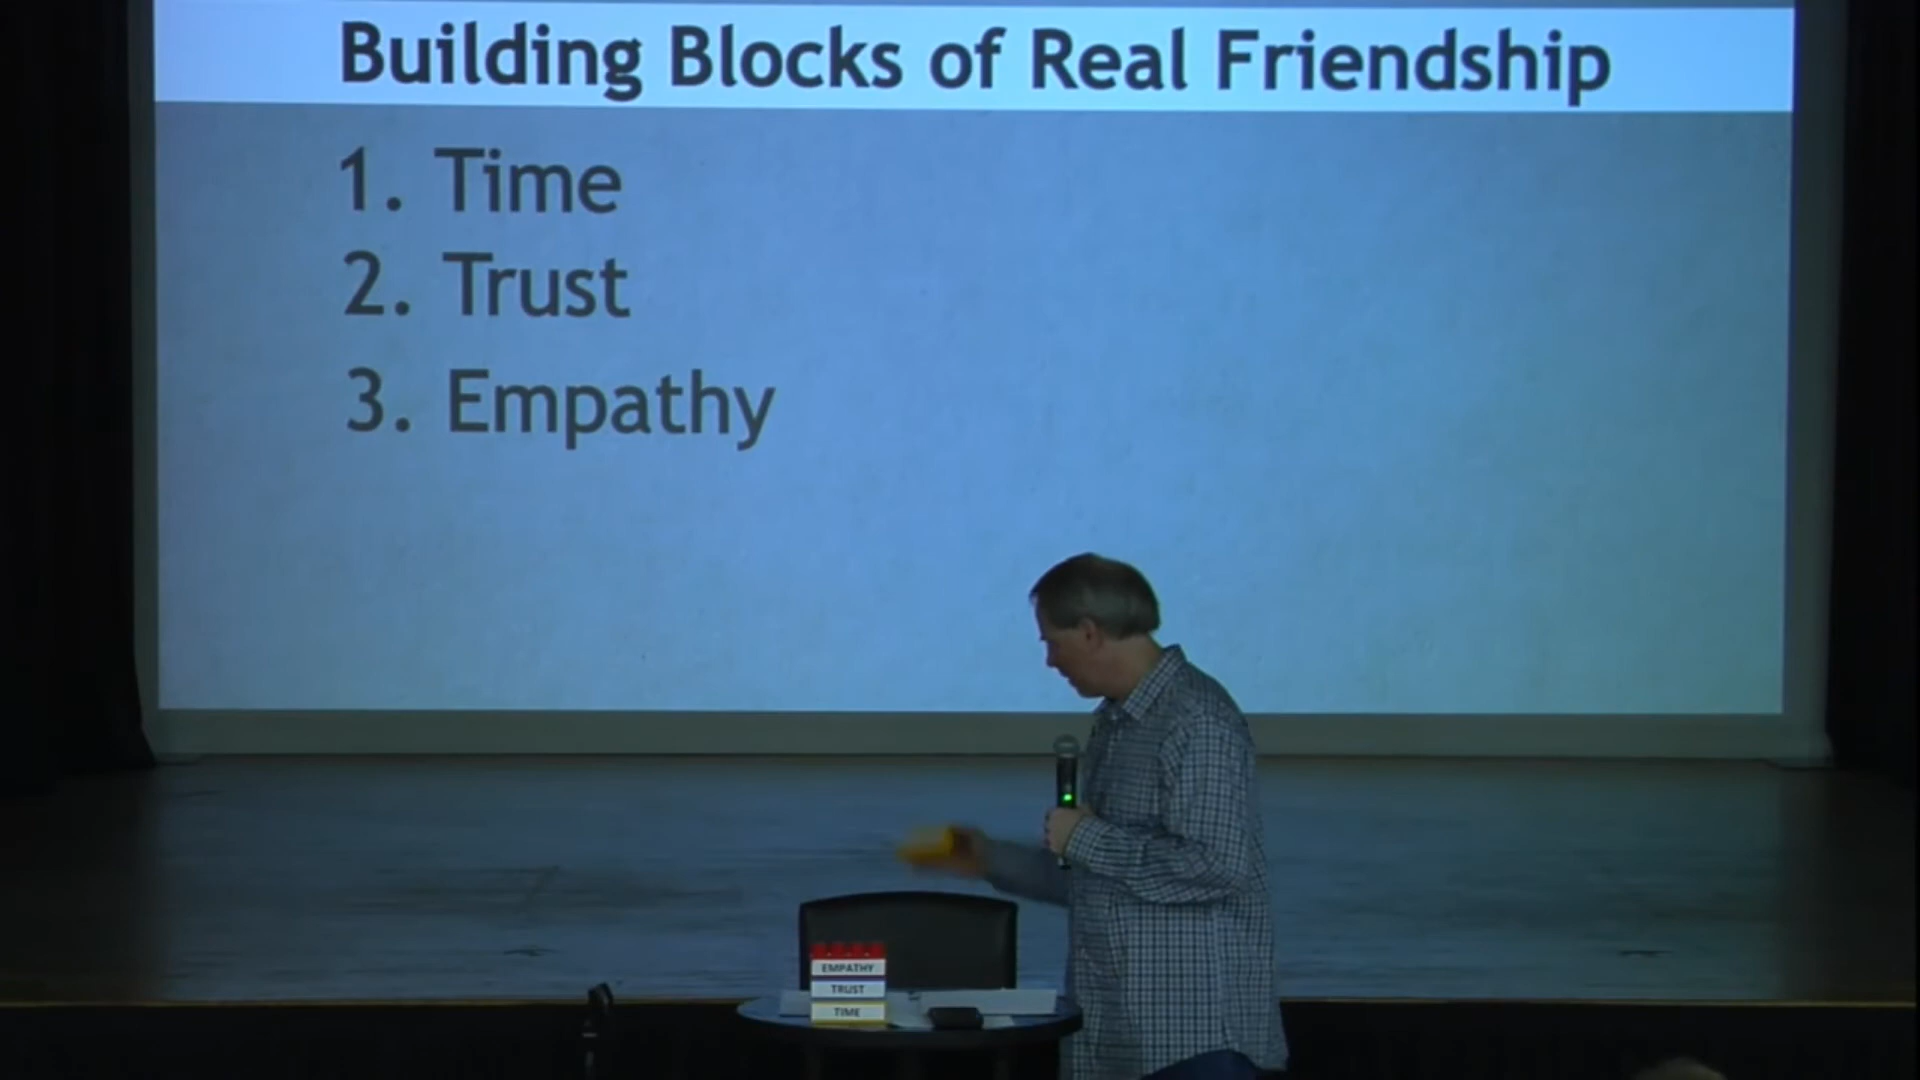 Building Blocks of Real Friendship
1. Time
2. Trust
3. Empathy
EMPATHY
TRUST
TIME